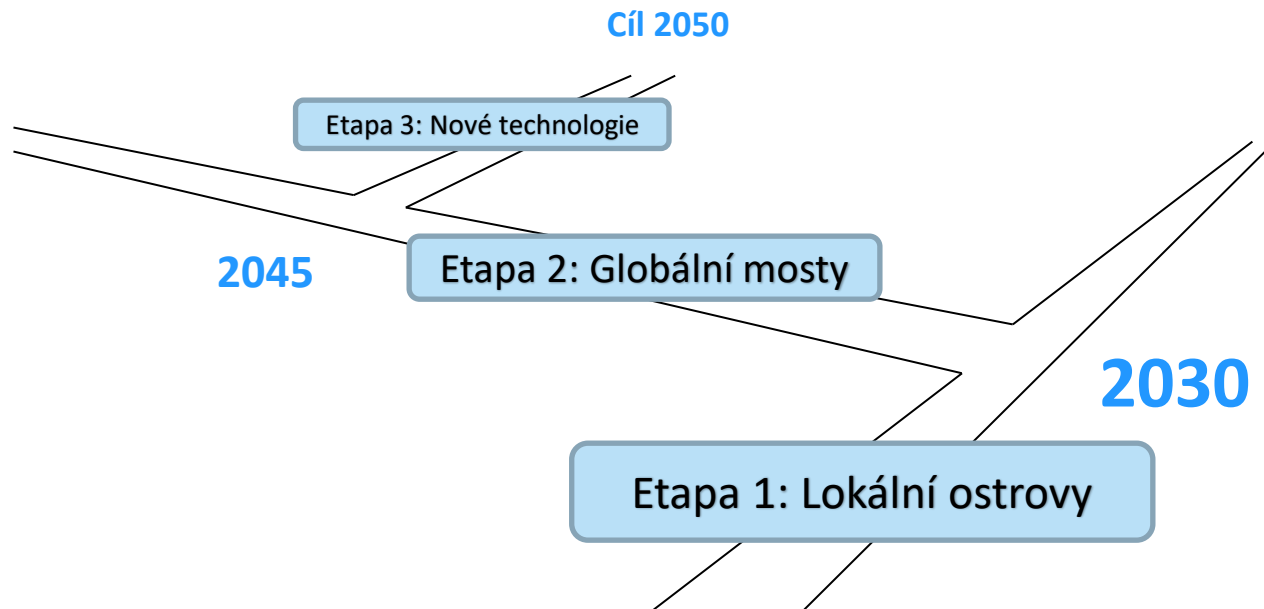 Cíl 2050
Etapa 3: Nové technologie
2045
Etapa 2: Globální mosty
2030
Etapa 1: Lokální ostrovy